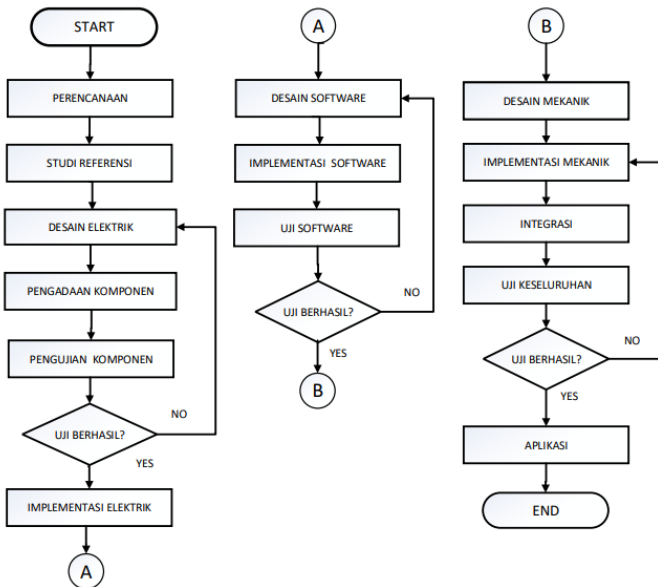 START
PERENCANAAN
STUDI REFERENSI
DESAIN ELEKTRIK
PENGADAAN KOMPONEN
PENGUJIAN KOMPONEN
UJI BERHASIL?
NO
YES
IMPLEMENTASI ELEKTRIK
A
A
DESAIN SOFTWARE
IMPLEMENTASI SOFTWARE
UJI SOFTWARE
UJI BERHASIL?
NO
YES
B
B
DESAIN MEKANIK
IMPLEMENTASI MEKANIK
INTEGRASI
UJI KESELURUHAN
UJI BERHASIL?
NO
YES
APLIKASI
END